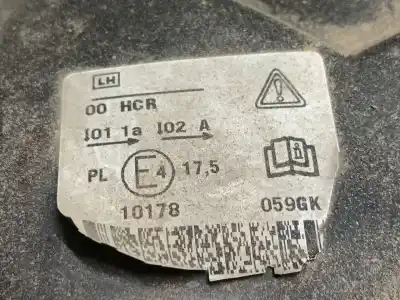 LH
00 HCR
I01 1a I02 A
PL E4 17,5
10178 059GK